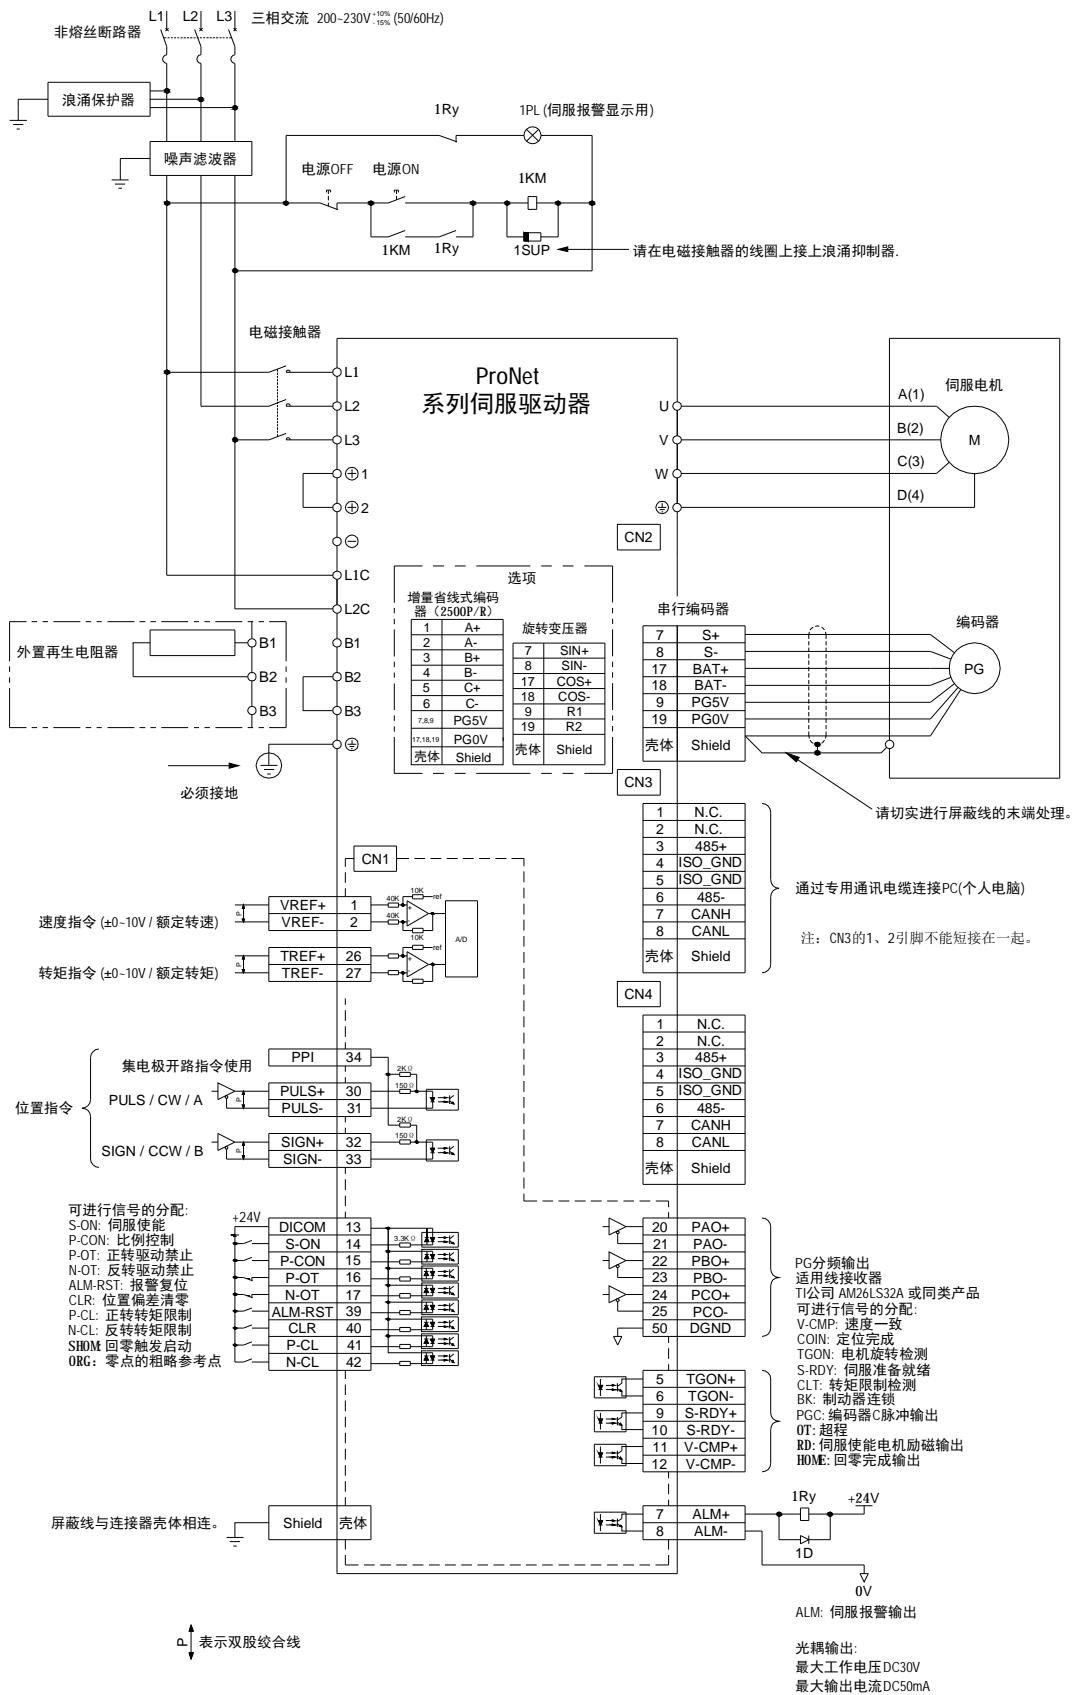 L1 L2 L3 三相交流 200~230V +10% -15% (50/60Hz)
非熔丝断路器
浪涌保护器
噪声滤波器
1Ry 1PL (伺服报警显示用)
电源OFF 电源ON 1KM
1KM 1Ry 1SUP 请在电磁接触器的线圈上接上浪涌抑制器.
电磁接触器
ProNet
系列伺服驱动器
L1
L2
L3
1
2
L1C
L2C
B1
B2
B3
U
V
W
A(1)
B(2)
C(3)
D(4)
伺服电机
M
外置再生电阻器
B1
B2
B3
必须接地
CN2
选项
增量省线式编码
器（2500P/R）
1 A+
2 A-
3 B+
4 B-
5 C+
6 C-
7,8,9 PG5V
17,18,19 PG0V
壳体 Shield
旋转变压器
7 SIN+
8 SIN-
17 COS+
18 COS-
9 R1
19 R2
壳体 Shield
串行编码器
7 S+
8 S-
17 BAT+
18 BAT-
9 PG5V
19 PG0V
壳体 Shield
编码器
PG
请切实进行屏蔽线的末端处理。
CN3
1 N.C.
2 N.C.
3 485+
4 ISO_GND
5 ISO_GND
6 485-
7 CANH
8 CANL
壳体 Shield
通过专用通讯电缆连接PC(个人电脑)
注：CN3的1、2引脚不能短接在一起。
CN4
1 N.C.
2 N.C.
3 485+
4 ISO_GND
5 ISO_GND
6 485-
7 CANH
8 CANL
壳体 Shield
CN1
速度指令 (±0~10V / 额定转速)
P
VREF+ 1
VREF- 2
40K
40K
10K
10K
ref
转矩指令 (±0~10V / 额定转矩)
P
TREF+ 26
TREF- 27
10K
ref
A/D
位置指令
集电极开路指令使用
PPI 34
PULS / CW / A
P
PULS+ 30
PULS- 31
2KΩ
150Ω
SIGN / CCW / B
P
SIGN+ 32
SIGN- 33
2KΩ
150Ω
可进行信号的分配:
S-ON: 伺服使能
P-CON: 比例控制
P-OT: 正转驱动禁止
N-OT: 反转驱动禁止
ALM-RST: 报警复位
CLR: 位置偏差清零
P-CL: 正转转矩限制
N-CL: 反转转矩限制
SHOM: 回零触发启动
ORG: 零点的粗略参考点
+24V
DICOM 13
S-ON 14
P-CON 15
P-OT 16
N-OT 17
ALM-RST 39
CLR 40
P-CL 41
N-CL 42
3.3KΩ
20 PAO+
21 PAO-
22 PBO+
23 PBO-
24 PCO+
25 PCO-
50 DGND
PG分频输出
适用线接收器
TI公司 AM26LS32A 或同类产品
可进行信号的分配:
V-CMP: 速度一致
COIN: 定位完成
TGON: 电机旋转检测
S-RDY: 伺服准备就绪
CLT: 转矩限制检测
BK: 制动器连锁
PGC: 编码器C脉冲输出
OT: 超程
RD: 伺服使能电机励磁输出
HOME: 回零完成输出
5 TGON+
6 TGON-
9 S-RDY+
10 S-RDY-
11 V-CMP+
12 V-CMP-
屏蔽线与连接器壳体相连。
Shield 壳体
7 ALM+
8 ALM-
1Ry +24V
1D
0V
ALM: 伺服报警输出
P 表示双股绞合线
光耦输出:
最大工作电压DC30V
最大输出电流DC50mA